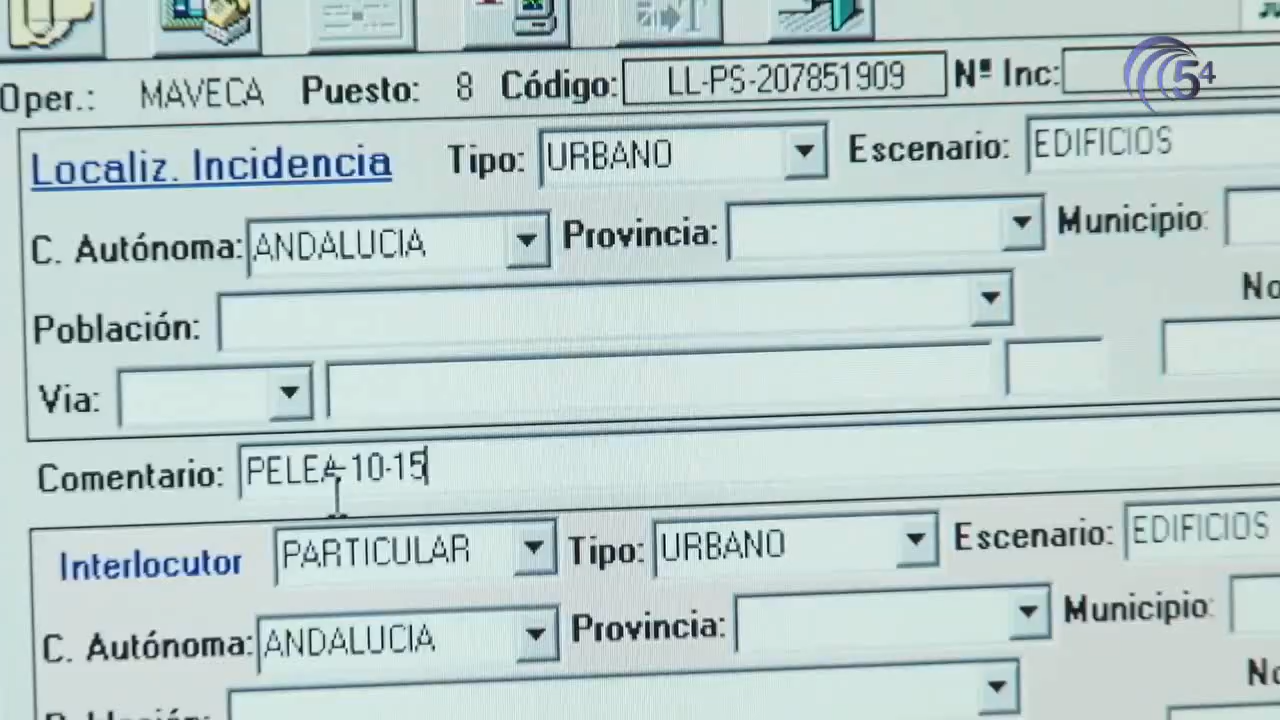 54
Oper.: MAVECA Puesto: 8 Código: LL-PS-207851909 Nº Inc:
Localiz. Incidencia Tipo: URBANO Escenario: EDIFICIOS
C. Autónoma: ANDALUCIA Provincia: Municipio:
Población:
Via:
Comentario: PELEA-10-15
Interlocutor PARTICULAR Tipo: URBANO Escenario: EDIFICIOS
C. Autónoma: ANDALUCIA Provincia: Municipio: